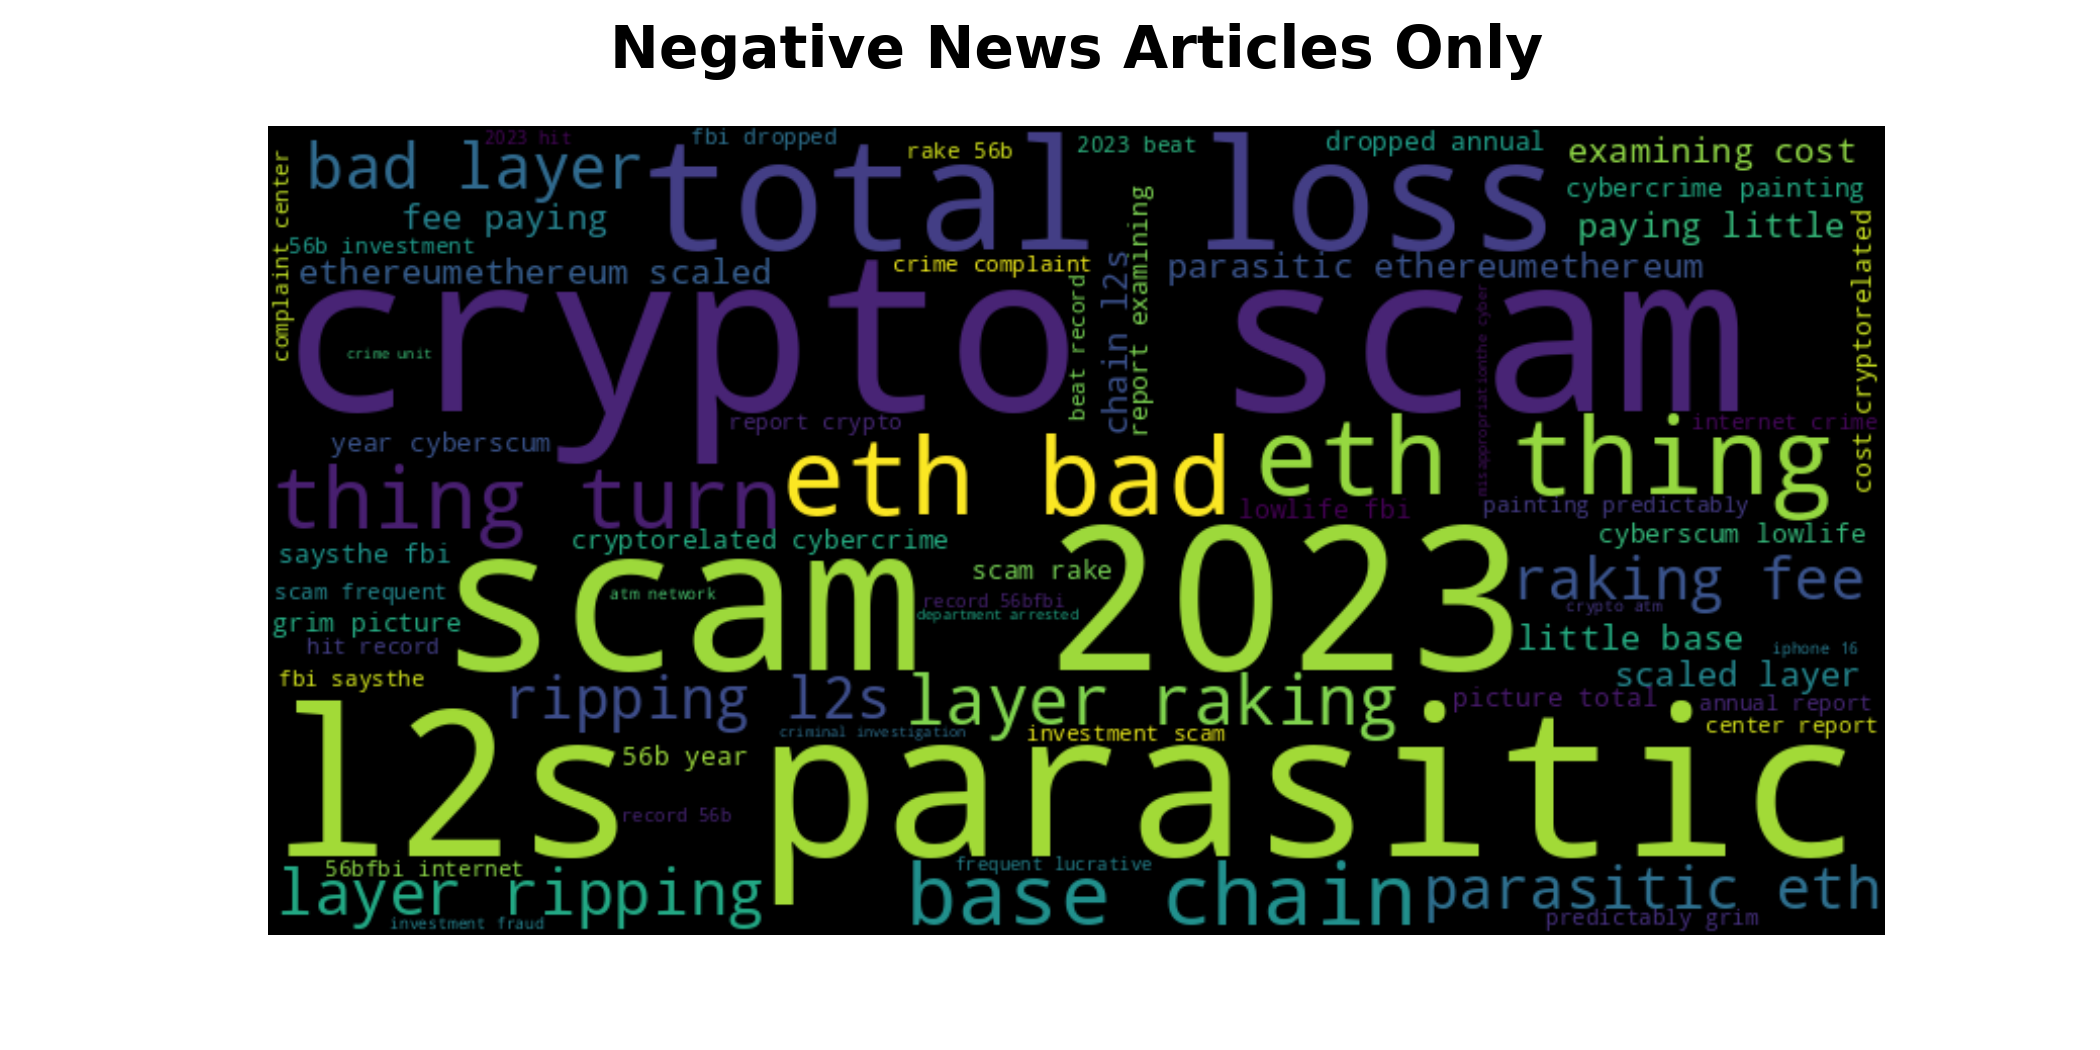 Negative News Articles Only
2023 hit
fbi dropped
rake 56b
2023 beat
dropped annual
examining cost
bad layer
total loss
cybercrime painting
fee paying
paying little
56b investment
complaint center
ethereumethereum scaled
crime complaint
chain l2s
report examining
parasitic ethereumethereum
cost cryptorelated
crypto scam
beat record
misappropriationthe cyber
crime unit
report crypto
internet crime
year cyberscum
eth bad
eth thing
thing turn
lowlife fbi
painting predictably
cryptorelated cybercrime
cyberscum lowlife
saysthe fbi
scam 2023
scam rake
raking fee
scam frequent
atm network
record 56bfbi
crypto atm
department arrested
grim picture
hit record
little base
iphone 16
fbi saysthe
scaled layer
ripping l2s
layer raking
picture total
annual report
criminal investigation
investment scam
center report
56b year
l2s parasitic
record 56b
56bfbi internet
frequent lucrative
layer ripping
base chain
parasitic eth
investment fraud
predictably grim